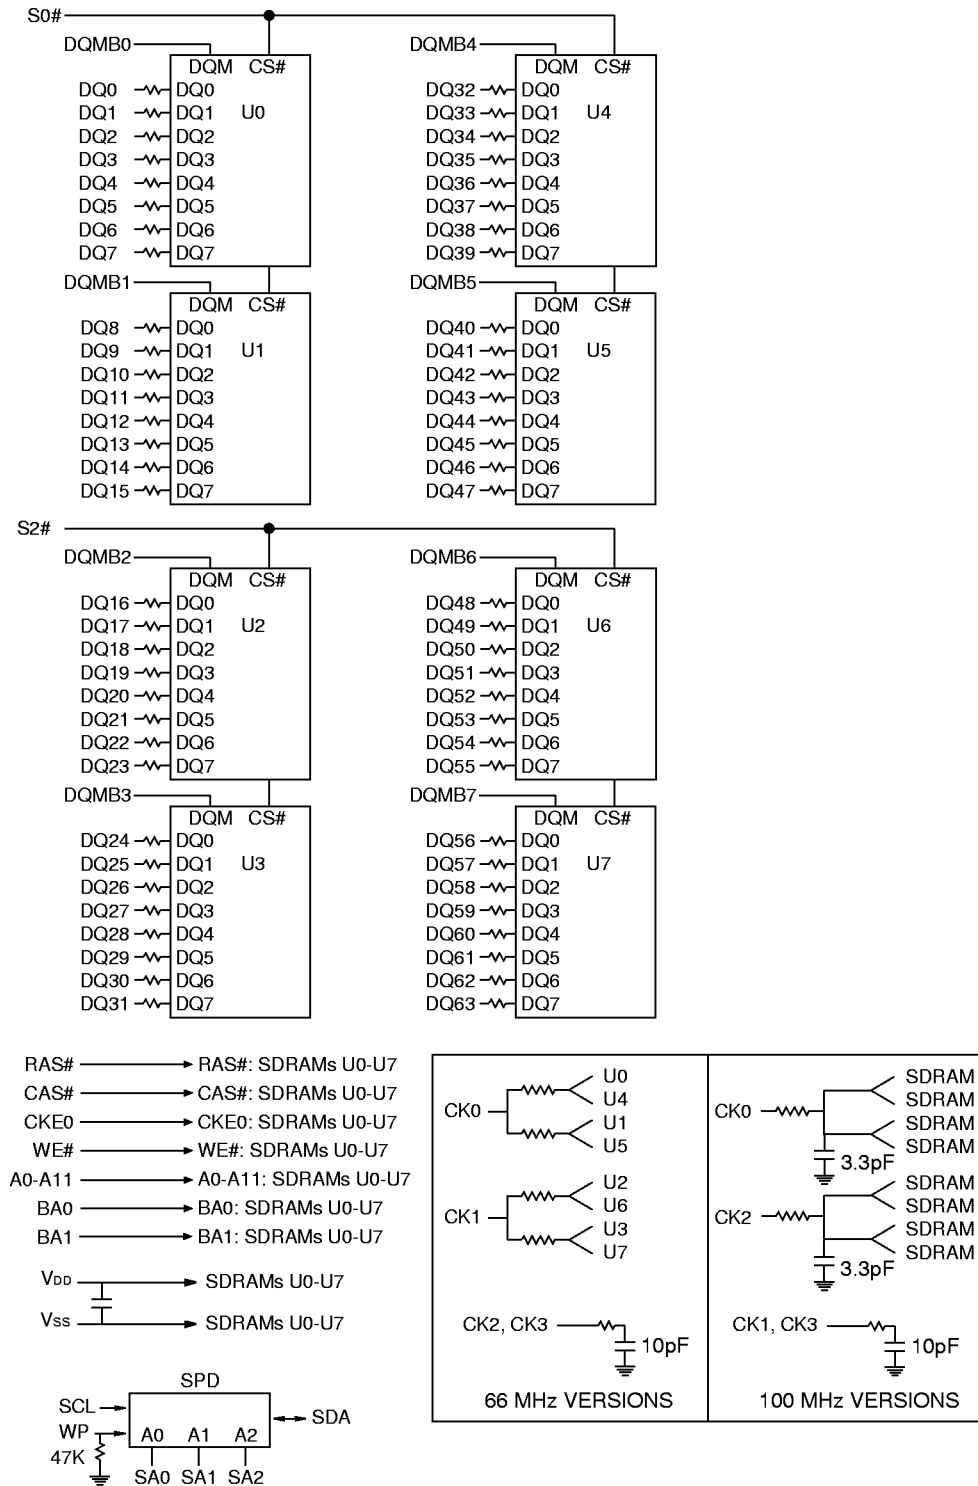 S0#
DQMB0 DQMB4
DQM CS# DQM CS#
DQ0 DQ0 DQ32 DQ0
DQ1 DQ1 U0 DQ33 DQ1 U4
DQ2 DQ2 DQ34 DQ2
DQ3 DQ3 DQ35 DQ3
DQ4 DQ4 DQ36 DQ4
DQ5 DQ5 DQ37 DQ5
DQ6 DQ6 DQ38 DQ6
DQ7 DQ7 DQ39 DQ7
DQMB1 DQMB5
DQM CS# DQM CS#
DQ8 DQ0 DQ40 DQ0
DQ9 DQ1 U1 DQ41 DQ1 U5
DQ10 DQ2 DQ42 DQ2
DQ11 DQ3 DQ43 DQ3
DQ12 DQ4 DQ44 DQ4
DQ13 DQ5 DQ45 DQ5
DQ14 DQ6 DQ46 DQ6
DQ15 DQ7 DQ47 DQ7
S2#
DQMB2 DQMB6
DQM CS# DQM CS#
DQ16 DQ0 DQ48 DQ0
DQ17 DQ1 U2 DQ49 DQ1 U6
DQ18 DQ2 DQ50 DQ2
DQ19 DQ3 DQ51 DQ3
DQ20 DQ4 DQ52 DQ4
DQ21 DQ5 DQ53 DQ5
DQ22 DQ6 DQ54 DQ6
DQ23 DQ7 DQ55 DQ7
DQMB3 DQMB7
DQM CS# DQM CS#
DQ24 DQ0 DQ56 DQ0
DQ25 DQ1 U3 DQ57 DQ1 U7
DQ26 DQ2 DQ58 DQ2
DQ27 DQ3 DQ59 DQ3
DQ28 DQ4 DQ60 DQ4
DQ29 DQ5 DQ61 DQ5
DQ30 DQ6 DQ62 DQ6
DQ31 DQ7 DQ63 DQ7
RAS# RAS#: SDRAMs U0-U7
CAS# CAS#: SDRAMs U0-U7
CKE0 CKE0: SDRAMs U0-U7
WE# WE#: SDRAMs U0-U7
A0-A11 A0-A11: SDRAMs U0-U7
BA0 BA0: SDRAMs U0-U7
BA1 BA1: SDRAMs U0-U7
VDD SDRAMs U0-U7
VSS SDRAMs U0-U7
SPD
SCL
WP
SDA
47K
A0 A1 A2
SA0 SA1 SA2
CK0
U0
U4
U1
U5
CK1
U2
U6
U3
U7
CK2, CK3
10pF
66 MHz VERSIONS
CK0
SDRAM
SDRAM
SDRAM
SDRAM
3.3pF
CK2
SDRAM
SDRAM
SDRAM
SDRAM
3.3pF
CK1, CK3
10pF
100 MHz VERSIONS